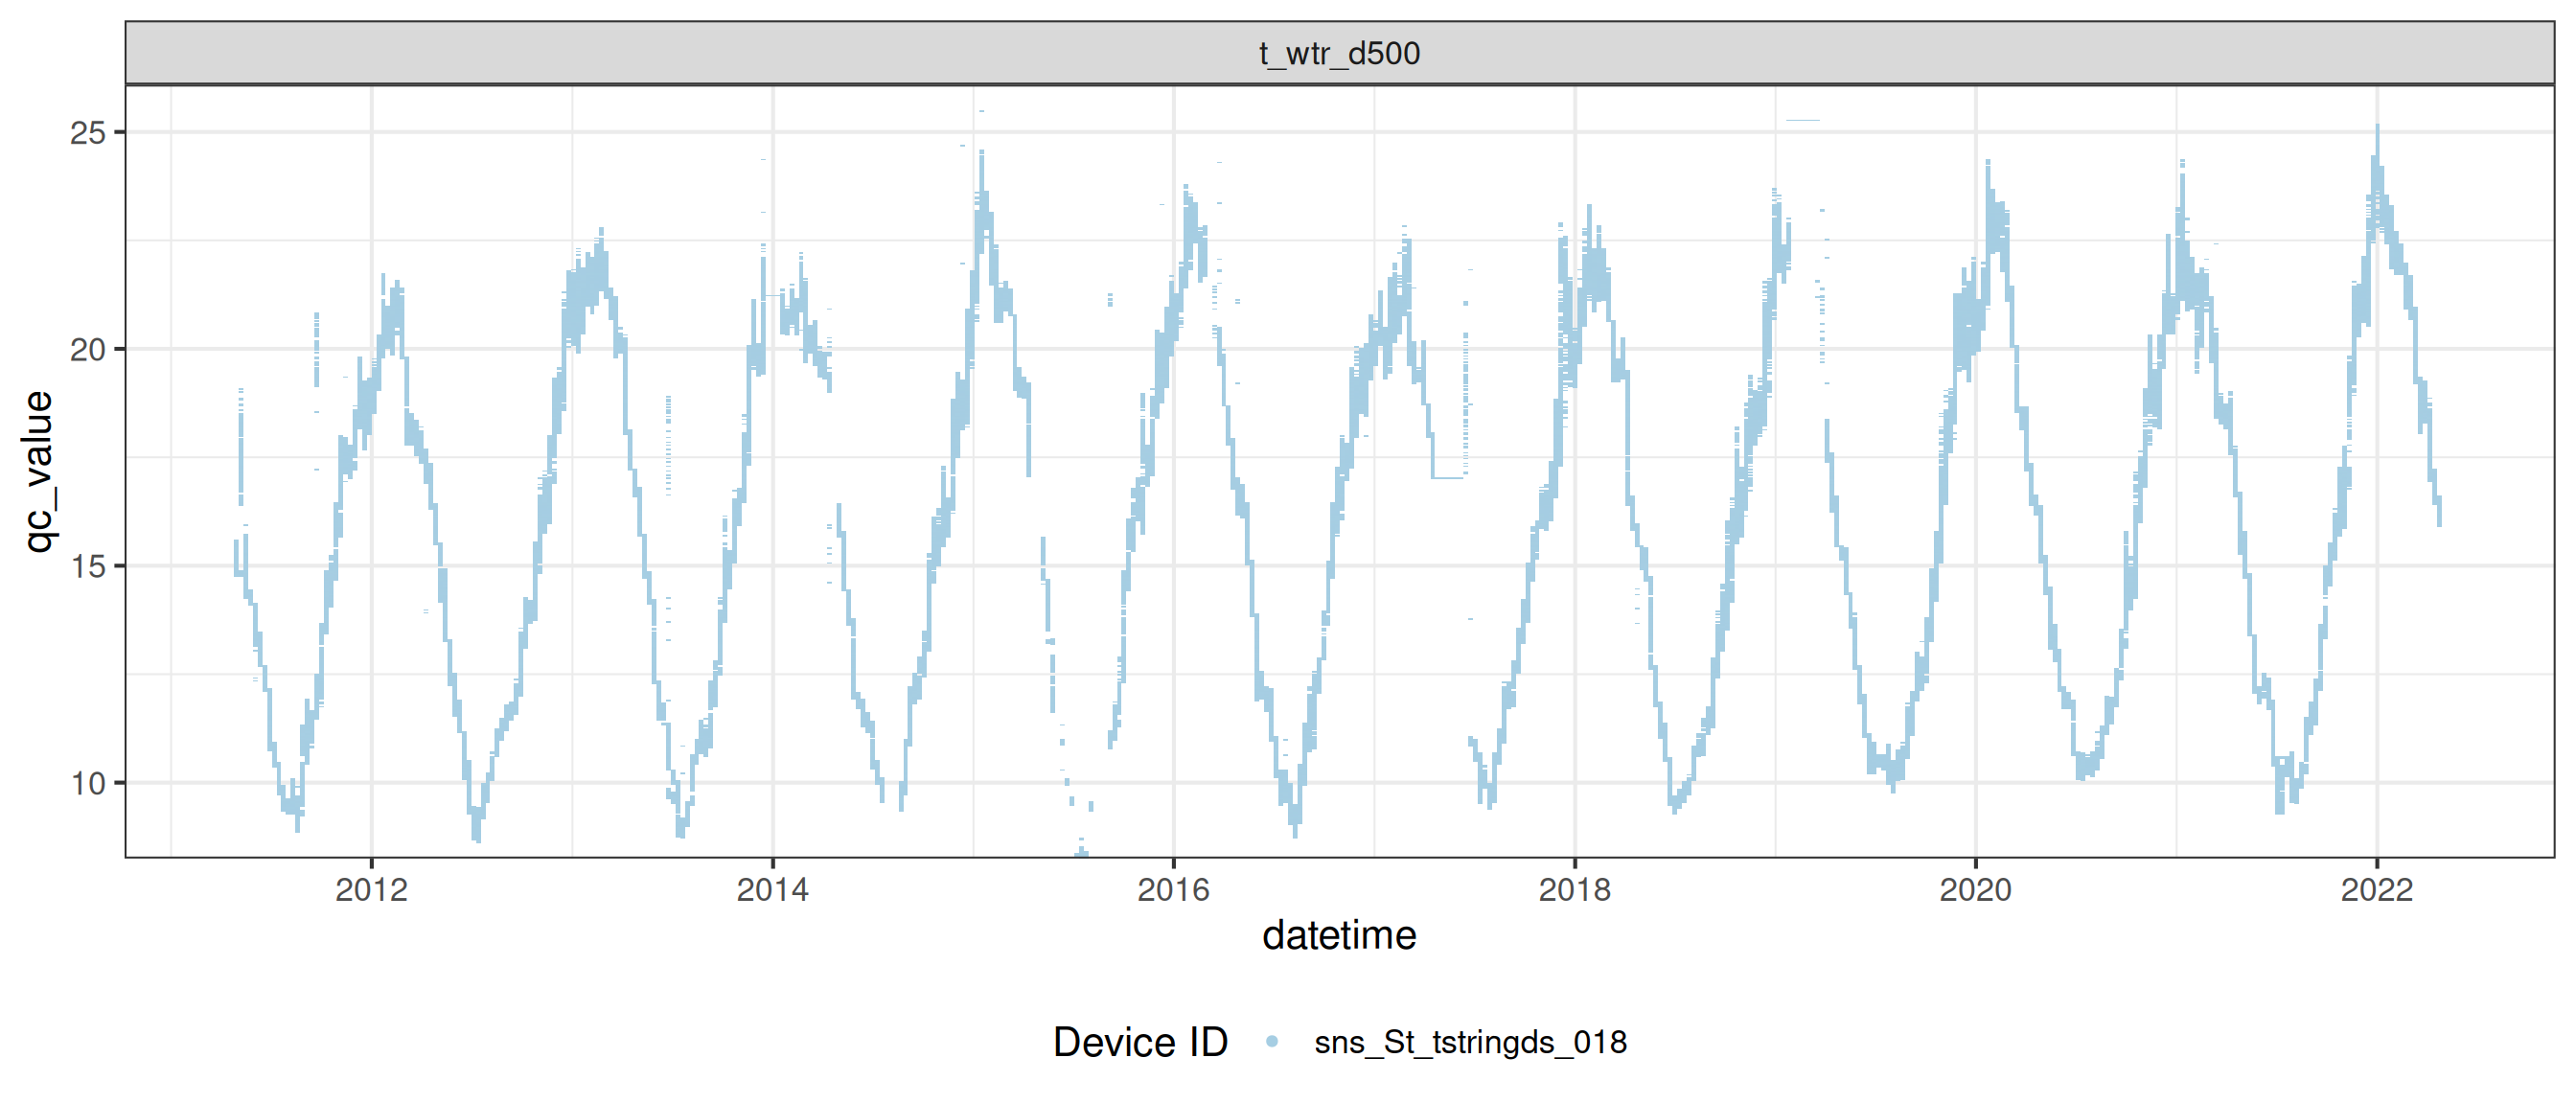 t_wtr_d500
25
20
15
10
qc_value
2012 2014 2016 2018 2020 2022
datetime
Device ID sns_St_tstringds_018